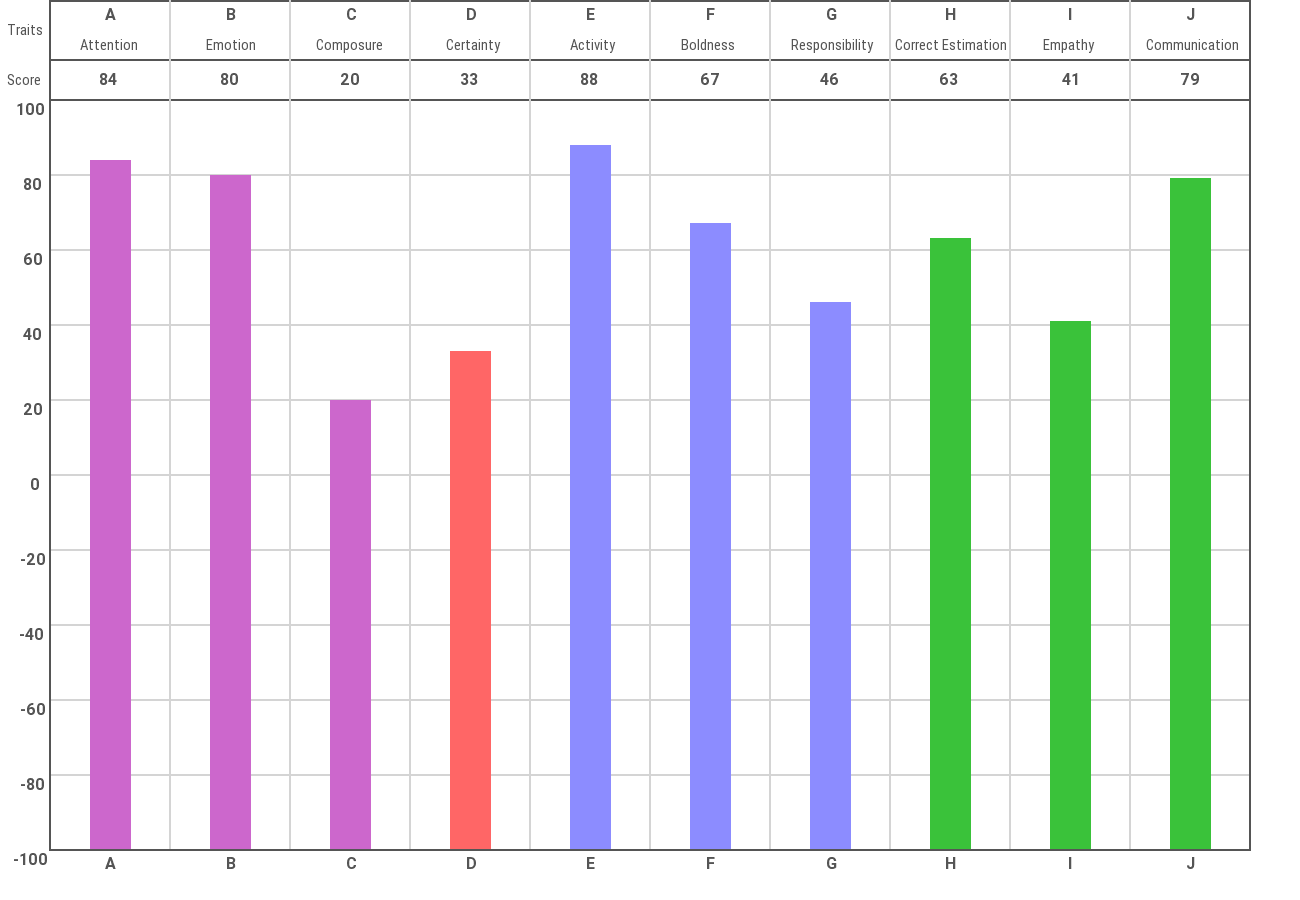 A B C D E F G H I J
Traits
Attention Emotion Composure Certainty Activity Boldness Responsibility Correct Estimation Empathy Communication
Score 84 80 20 33 88 67 46 63 41 79
100
80
60
40
20
0
-20
-40
-60
-80
-100
A B C D E F G H I J